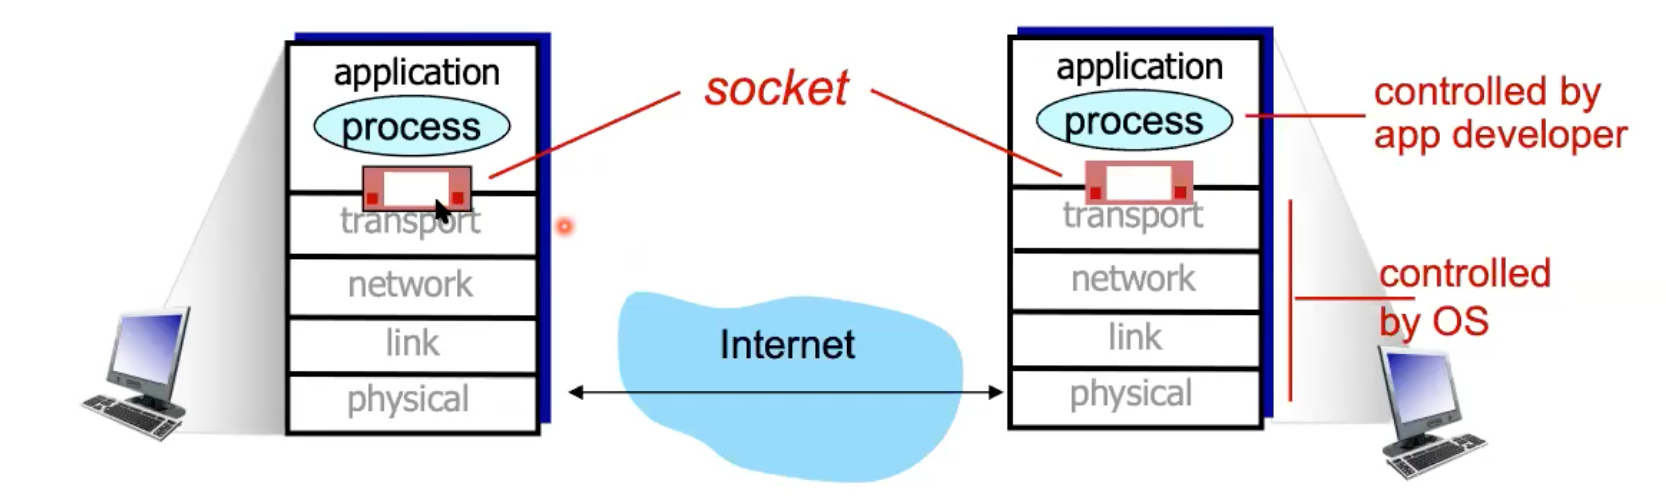 application
process
transport
network
link
physical
socket
Internet
application
process
transport
network
link
physical
controlled by
app developer
controlled
by OS